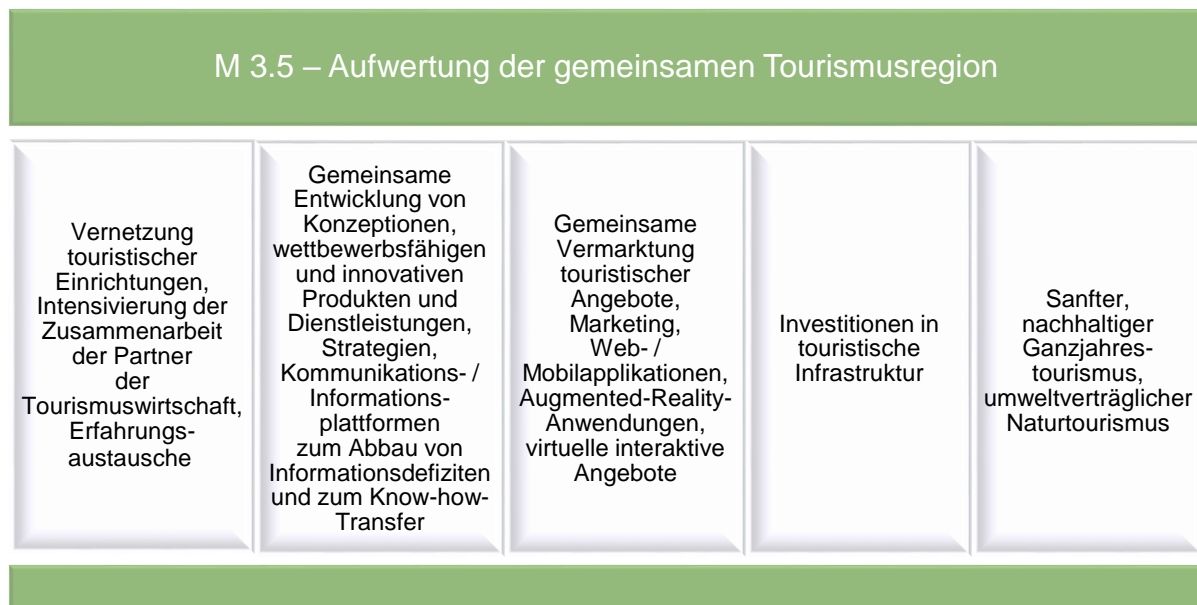 M 3.5 – Aufwertung der gemeinsamen Tourismusregion
Vernetzung
touristischer
Einrichtungen,
Intensivierung der
Zusammenarbeit
der Partner
der
Tourismuswirtschaft,
Erfahrungs-
austausche
Gemeinsame
Entwicklung von
Konzeptionen,
wettbewerbsfähigen
und innovativen
Produkten und
Dienstleistungen,
Strategien,
Kommunikations- /
Informations-
plattformen
zum Abbau von
Informationsdefiziten
und zum Know-how-
Transfer
Gemeinsame
Vermarktung
touristischer
Angebote,
Marketing,
Web- /
Mobilapplikationen,
Augmented-Reality-
Anwendungen,
virtuelle interaktive
Angebote
Investitionen in
touristische
Infrastruktur
Sanfter,
nachhaltiger
Ganzjahres-
tourismus,
umweltverträglicher
Naturtourismus